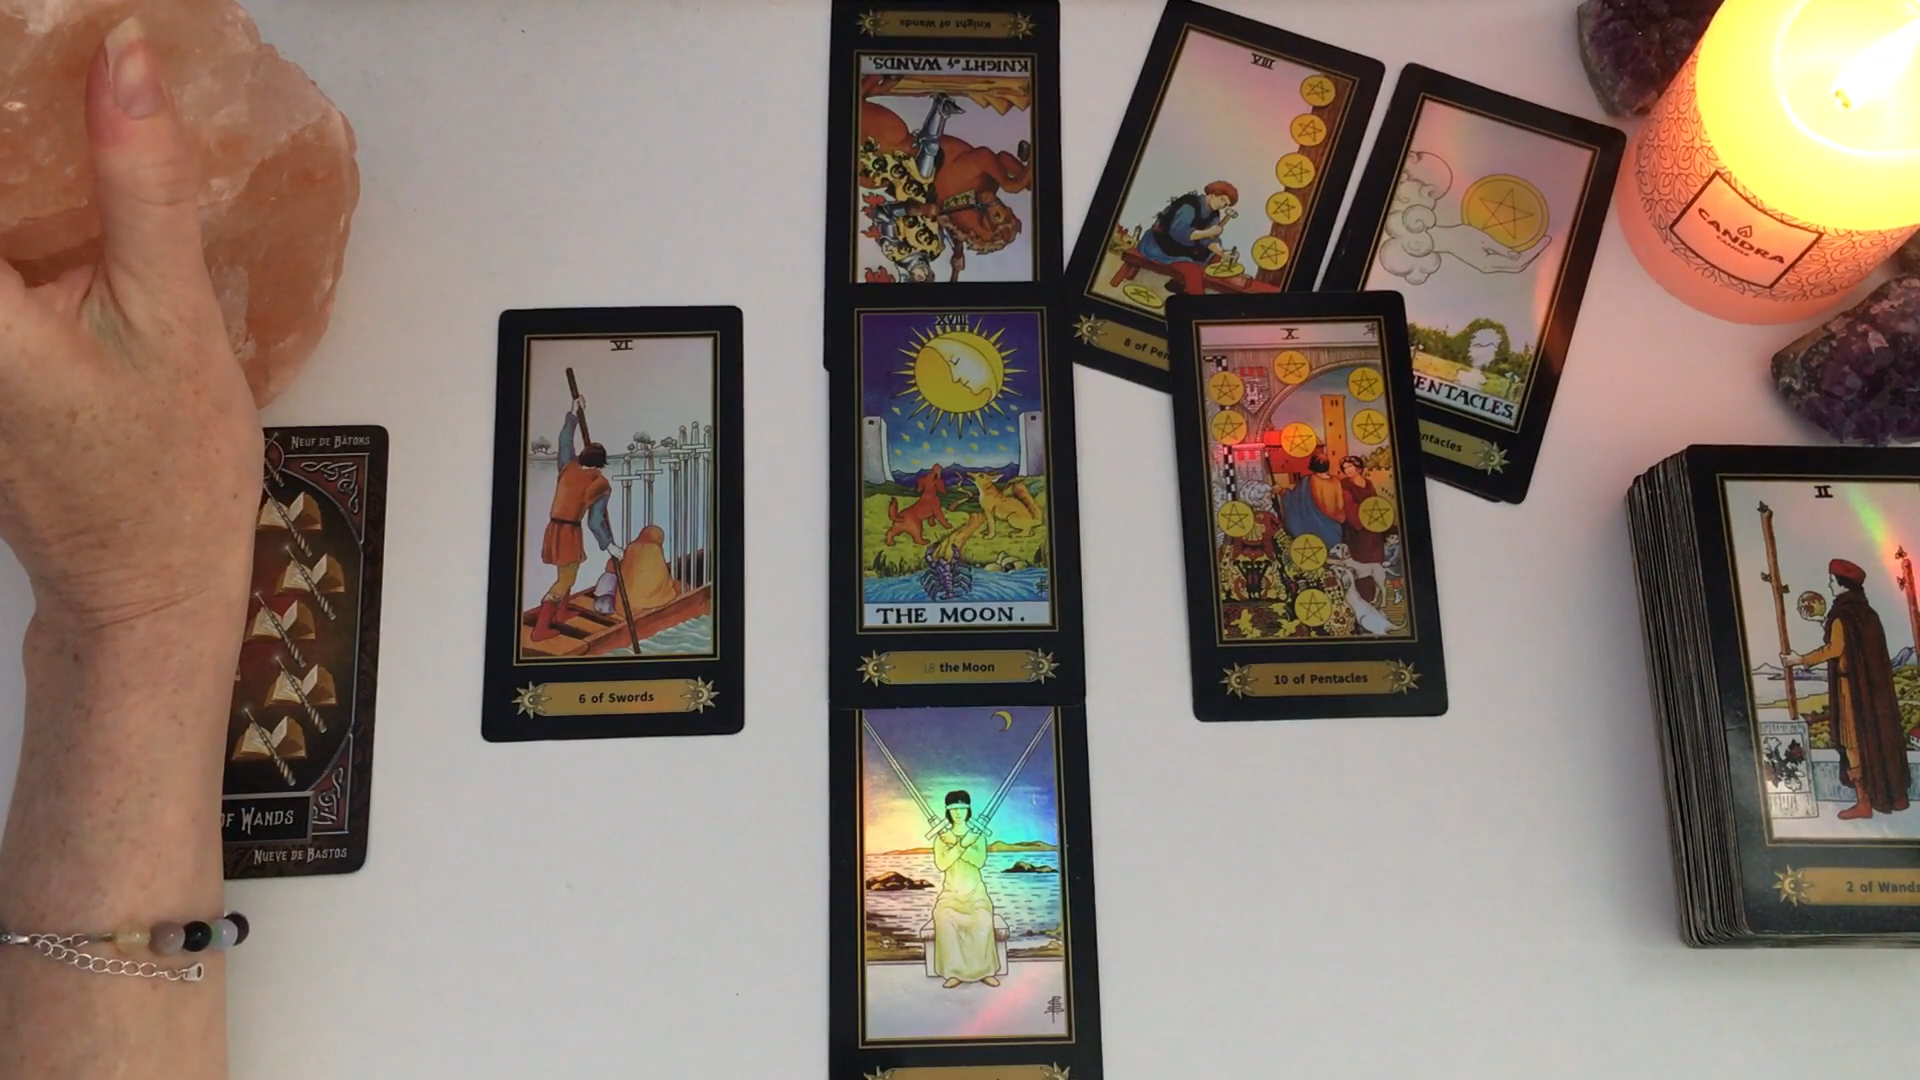 Knight of Wands
KNIGHT of WANDS.
VIII
8 of Pen
ENTACLES
entacles
CANDRA
VI
6 of Swords
XVIII
THE MOON.
18 the Moon
X
10 of Pentacles
NEUF DE BÂTONS
OF WANDS
NUEVE DE BASTOS
II
2 of Wands